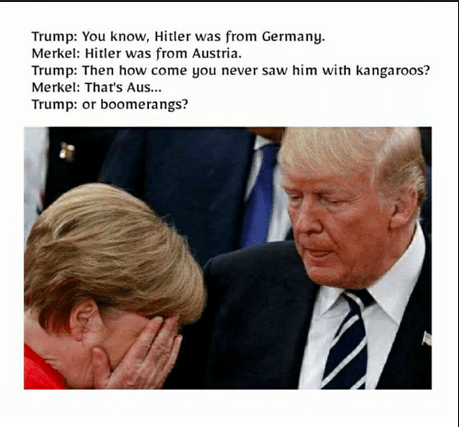 Trump: You know, Hitler was from Germany.
Merkel: Hitler was from Austria.
Trump: Then how come you never saw him with kangaroos?
Merkel: That's Aus...
Trump: or boomerangs?